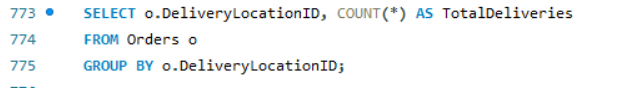 773 SELECT o.DeliveryLocationID, COUNT(*) AS TotalDeliveries
774 FROM Orders o
775 GROUP BY o.DeliveryLocationID;